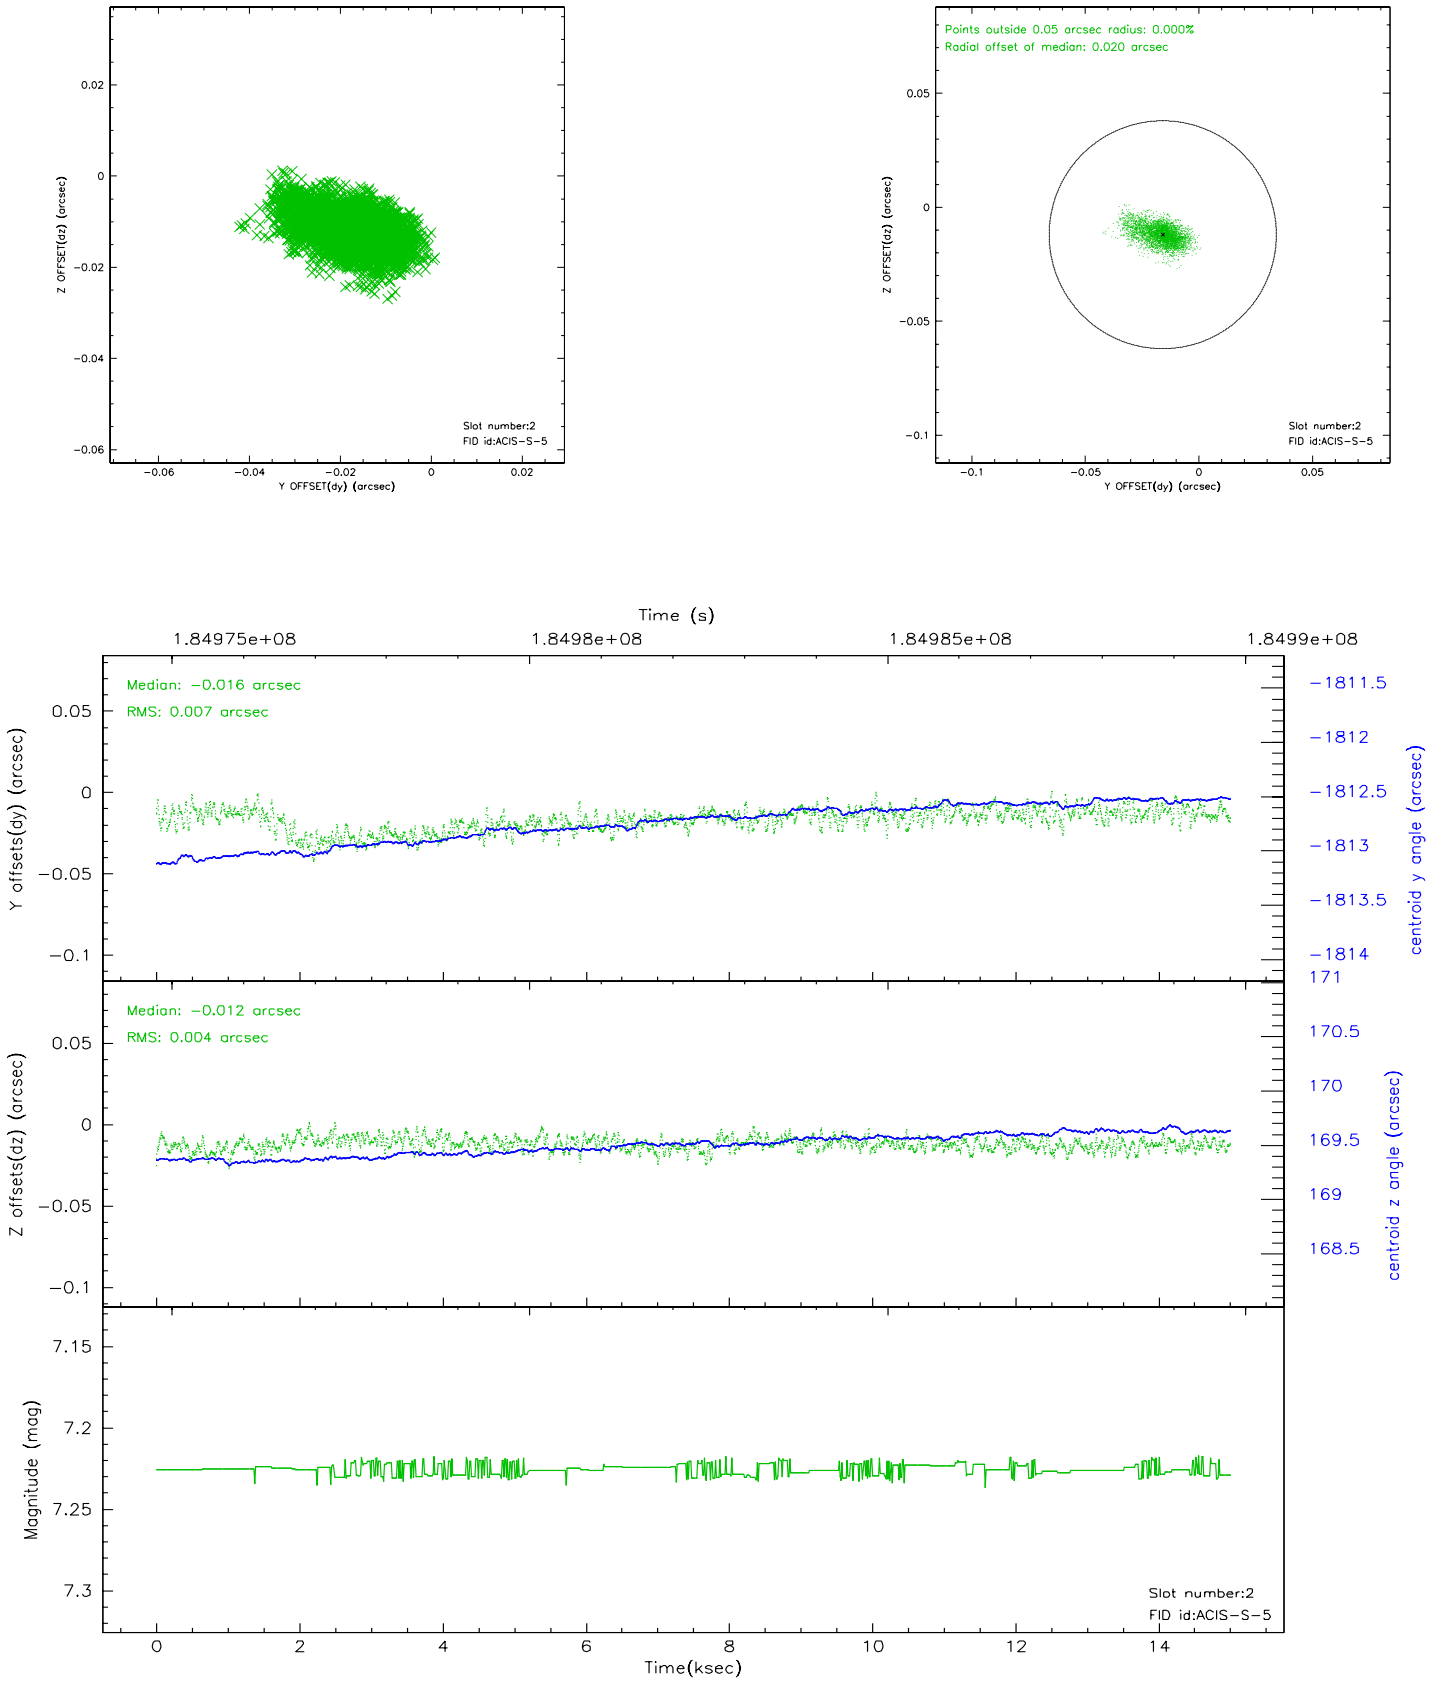 0.02
0
−0.02
−0.04
−0.06
Z OFFSET(dz) (arcsec)
Slot number:2
FID id:ACIS−S−5
−0.06 −0.04 −0.02 0 0.02
Y OFFSET(dy) (arcsec)
Points outside 0.05 arcsec radius: 0.000%
Radial offset of median: 0.020 arcsec
0.05
0
−0.05
−0.1
Z OFFSET(dz) (arcsec)
Slot number:2
FID id:ACIS−S−5
−0.1 −0.05 0 0.05
Y OFFSET(dy) (arcsec)
Time (s)
1.84975e+08 1.8498e+08 1.84985e+08 1.8499e+08
Median: −0.016 arcsec
RMS: 0.007 arcsec
0.05
0
−0.05
−0.1
Y offsets(dy) (arcsec)
−1811.5
−1812
−1812.5
−1813
−1813.5
−1814
centroid y angle (arcsec)
Median: −0.012 arcsec
RMS: 0.004 arcsec
0.05
0
−0.05
−0.1
Z offsets(dz) (arcsec)
171
170.5
170
169.5
169
168.5
centroid z angle (arcsec)
7.15
7.2
7.25
7.3
Magnitude (mag)
Slot number:2
FID id:ACIS−S−5
0 2 4 6 8 10 12 14
Time(ksec)